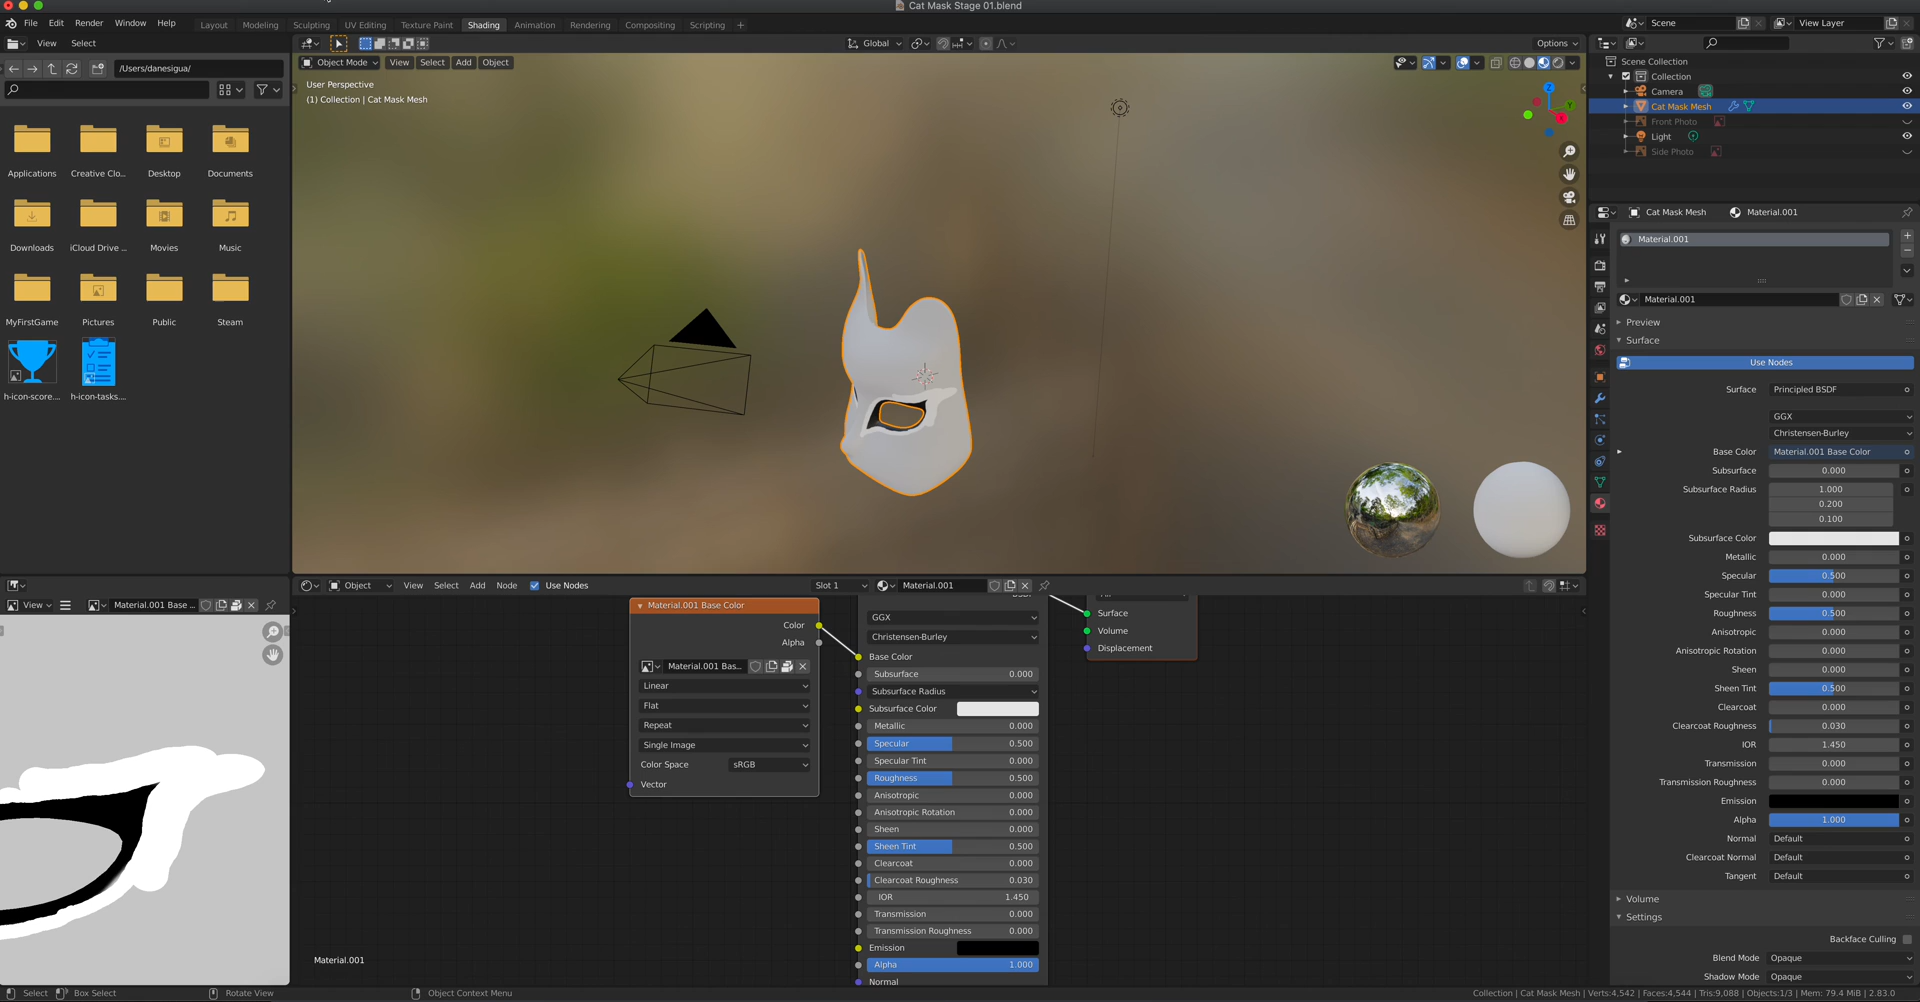 Cat Mask Stage 01.blend
File Edit Render Window Help
Layout Modeling Sculpting UV Editing Texture Paint Shading Animation Rendering Compositing Scripting +
Scene
View Layer
View Select
Global
Options
/Users/danesigua/
Object Mode View Select Add Object
User Perspective
(1) Collection | Cat Mask Mesh
Applications Creative Clo... Desktop Documents
Downloads iCloud Drive ... Movies Music
MyFirstGame Pictures Public Steam
h-icon-score.... h-icon-tasks....
Z
Y
X
Scene Collection
Collection
Camera
Cat Mask Mesh
Front Photo
Light
Side Photo
Cat Mask Mesh Material.001
Material.001
Material.001
Preview
Surface
Use Nodes
Surface Principled BSDF
GGX
Christensen-Burley
Base Color Material.001 Base Color
Subsurface 0.000
Subsurface Radius 1.000
0.200
0.100
Subsurface Color
Metallic 0.000
Specular 0.500
Specular Tint 0.000
Roughness 0.500
Anisotropic 0.000
Anisotropic Rotation 0.000
Sheen 0.000
Sheen Tint 0.500
Clearcoat 0.000
Clearcoat Roughness 0.030
IOR 1.450
Transmission 0.000
Transmission Roughness 0.000
Emission
Alpha 1.000
Normal Default
Clearcoat Normal Default
Tangent Default
Volume
Settings
Backface Culling
Blend Mode Opaque
Shadow Mode Opaque
View Material.001 Base ...
Object View Select Add Node Use Nodes Slot 1 Material.001
Material.001 Base Color
Color
Alpha
Material.001 Bas...
Linear
Flat
Repeat
Single Image
Color Space sRGB
Vector
GGX
Christensen-Burley
Base Color
Subsurface 0.000
Subsurface Radius
Subsurface Color
Metallic 0.000
Specular 0.500
Specular Tint 0.000
Roughness 0.500
Anisotropic 0.000
Anisotropic Rotation 0.000
Sheen 0.000
Sheen Tint 0.500
Clearcoat 0.000
Clearcoat Roughness 0.030
IOR 1.450
Transmission 0.000
Transmission Roughness 0.000
Emission
Alpha 1.000
Normal
Surface
Volume
Displacement
Material.001
Select Box Select Rotate View Object Context Menu
Collection | Cat Mask Mesh | Verts:4,542 | Faces:4,544 | Tris:9,088 | Objects:1/3 | Mem: 79.4 MiB | 2.83.0